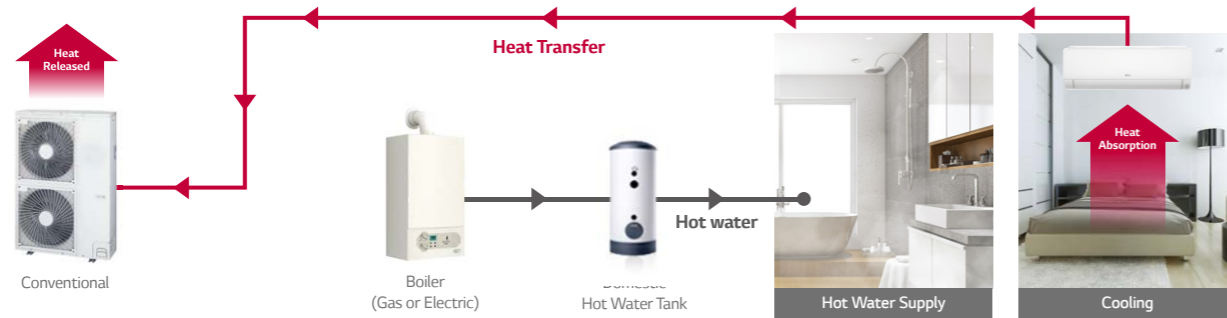 Heat Transfer
Heat
Released
Heat
Absorption
Hot water
Conventional
Boiler
(Gas or Electric)
Hot Water Tank
Hot Water Supply
Cooling